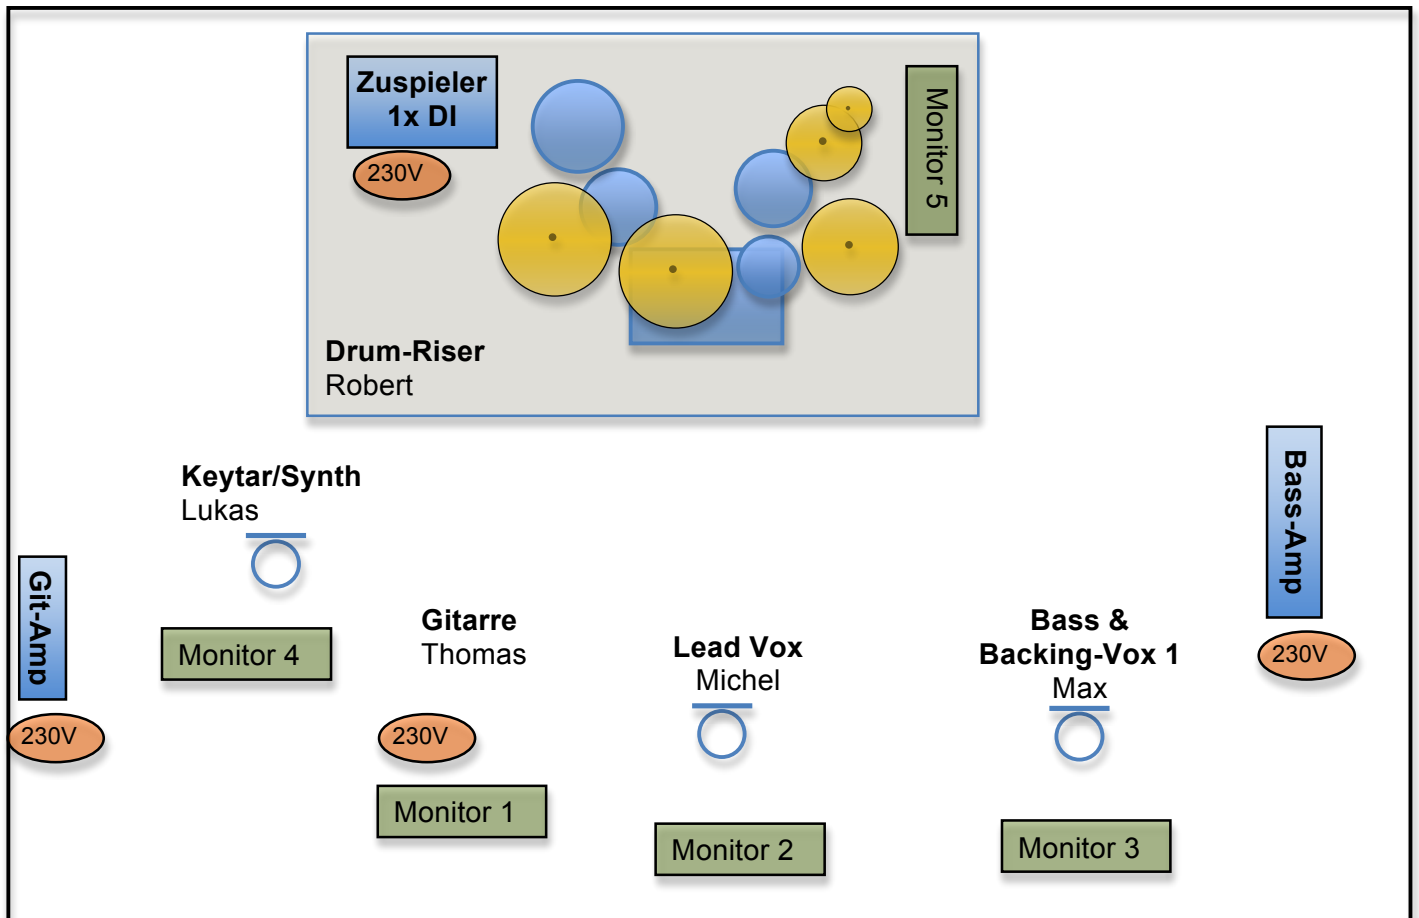 Zuspieler
1x DI
230V
Monitor 5
Drum-Riser
Robert
Keytar/Synth
Lukas
Bass-Amp
Git-Amp
Monitor 4
Gitarre
Thomas
Lead Vox
Michel
Bass &
Backing-Vox 1
Max
230V
230V
230V
Monitor 1
Monitor 2
Monitor 3